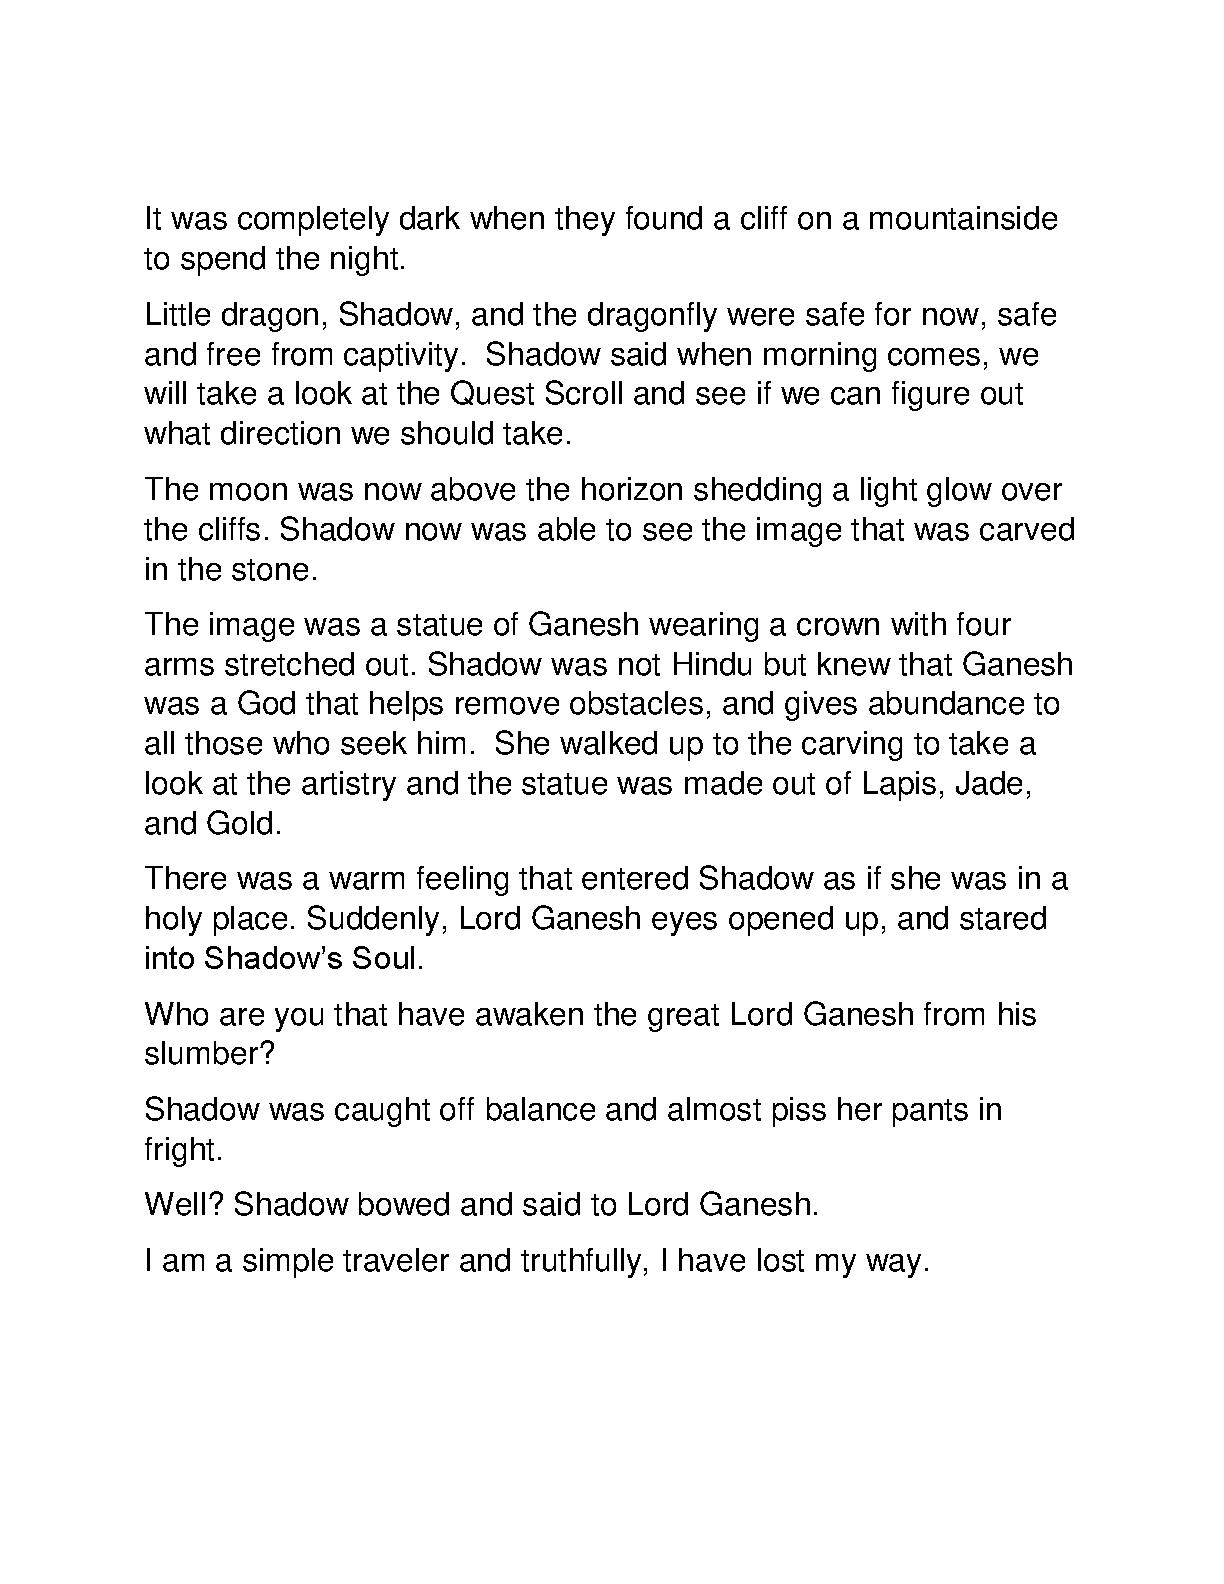 It was completely dark when they found a cliff on a mountainside
to spend the night.
Little dragon, Shadow, and the dragonfly were safe for now, safe
and free from captivity.  Shadow said when morning comes, we
will take a look at the Quest Scroll and see if we can figure out
what direction we should take.
The moon was now above the horizon shedding a light glow over
the cliffs. Shadow now was able to see the image that was carved
in the stone.
The image was a statue of Ganesh wearing a crown with four
arms stretched out. Shadow was not Hindu but knew that Ganesh
was a God that helps remove obstacles, and gives abundance to
all those who seek him.  She walked up to the carving to take a
look at the artistry and the statue was made out of Lapis, Jade,
and Gold.
There was a warm feeling that entered Shadow as if she was in a
holy place. Suddenly, Lord Ganesh eyes opened up, and stared
into Shadow’s Soul.
Who are you that have awaken the great Lord Ganesh from his
slumber?
Shadow was caught off balance and almost piss her pants in
fright.
Well? Shadow bowed and said to Lord Ganesh.
I am a simple traveler and truthfully, I have lost my way.